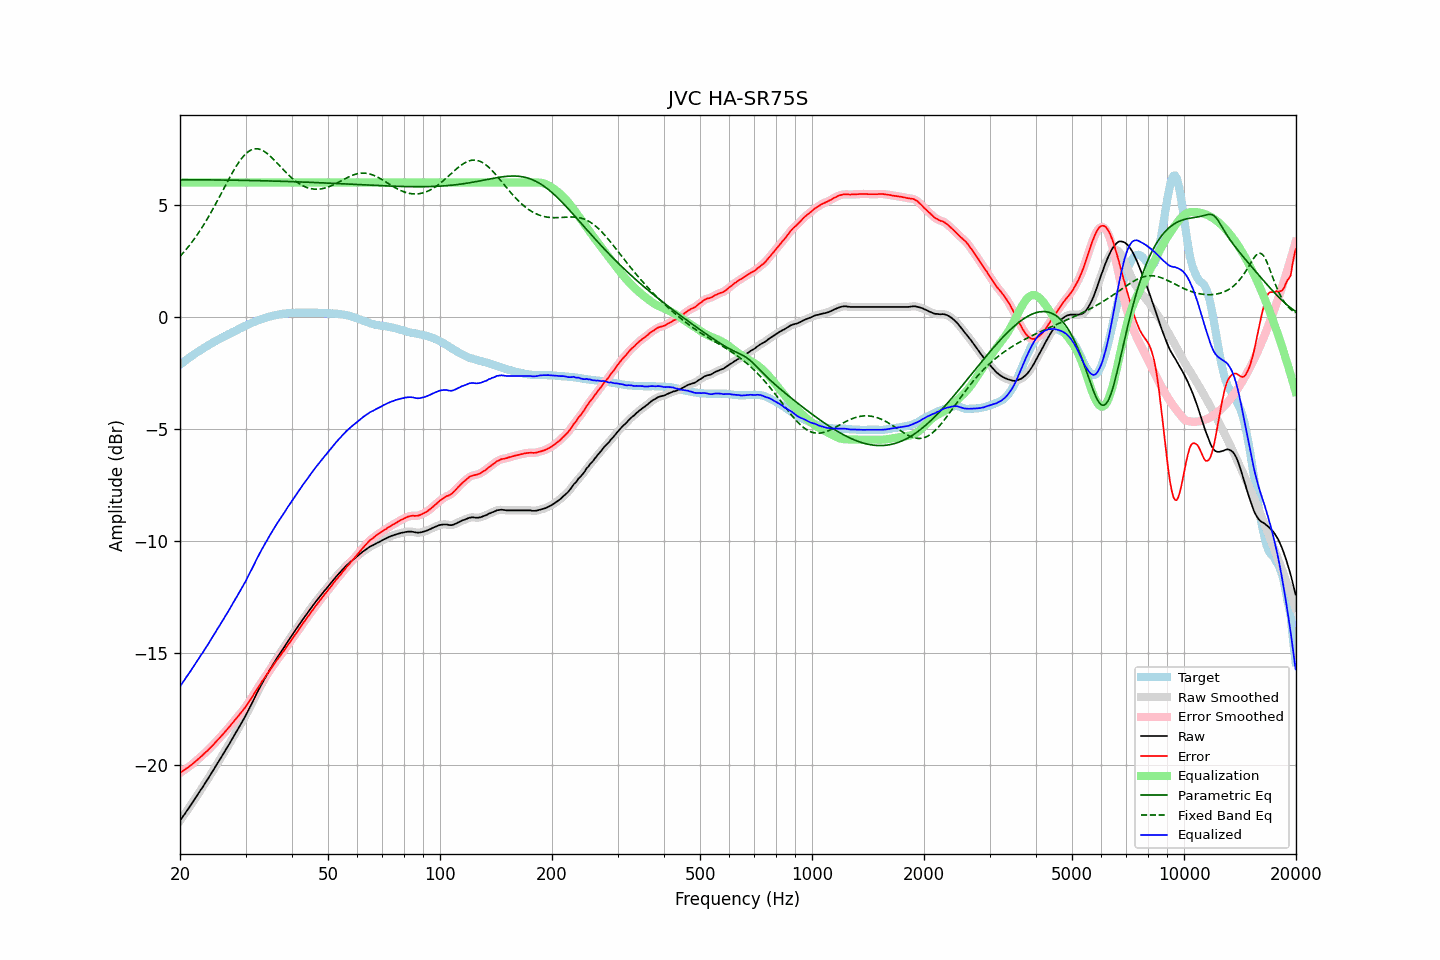 JVC HA-SR75S
Amplitude (dBr)
5
0
−5
−10
−15
−20
20 50 100 200 500 1000 2000 5000 10000 20000
Frequency (Hz)
Target
Raw Smoothed
Error Smoothed
Raw
Error
Equalization
Parametric Eq
Fixed Band Eq
Equalized